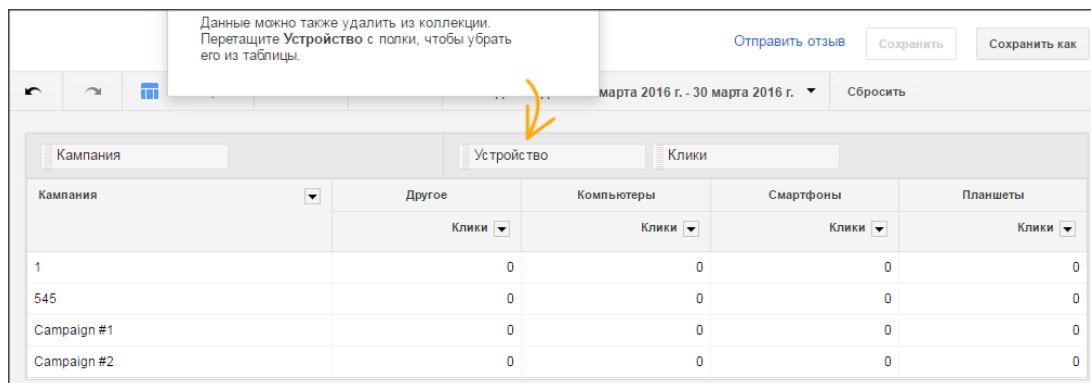 Данные можно также удалить из коллекции.
Перетащите Устройство с полки, чтобы убрать
его из таблицы.
Отправить отзыв Сохранить Сохранить как
марта 2016 г. - 30 марта 2016 г. Сбросить
Кампания Устройство Клики
Кампания Другое Компьютеры Смартфоны Планшеты
Клики Клики Клики Клики
1 0 0 0 0
545 0 0 0 0
Campaign #1 0 0 0 0
Campaign #2 0 0 0 0